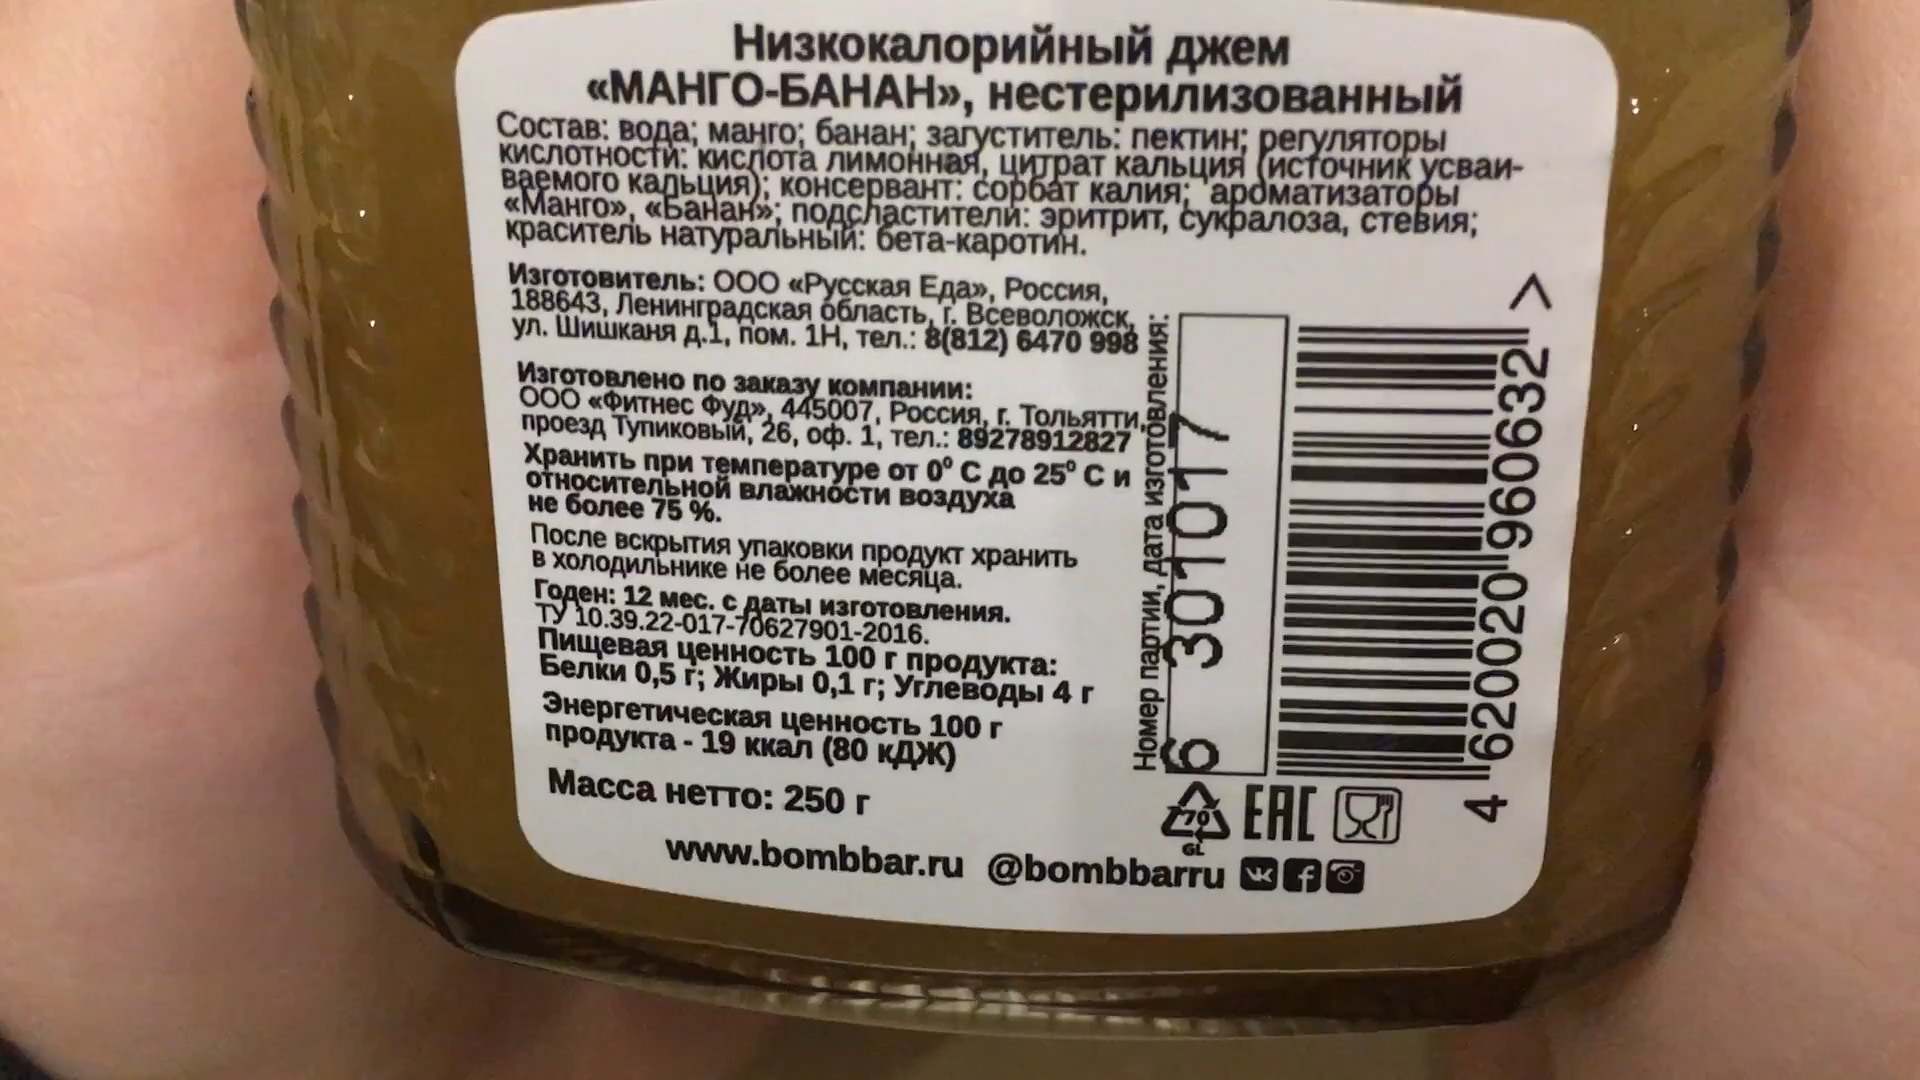 Низкокалорийный джем
«МАНГО-БАНАН», нестерилизованный
Состав: вода; манго; банан; загуститель: пектин; регуляторы
кислотности: кислота лимонная, цитрат кальция (источник усваи-
ваемого кальция); консервант: сорбат калия; ароматизаторы
«Манго», «Банан»; подсластители: эритрит, сукралоза, стевия;
краситель натуральный: бета-каротин.
Изготовитель: ООО «Русская Еда», Россия,
188643, Ленинградская область, г. Всеволожск,
ул. Шишканя д.1, пом. 1Н, тел.: 8(812) 6470 998
Изготовлено по заказу компании:
ООО «Фитнес Фуд», 445007, Россия, г. Тольятти,
проезд Тупиковый, 26, оф. 1, тел.: 89278912827
Хранить при температуре от 0° С до 25° С и
относительной влажности воздуха
не более 75 %.
После вскрытия упаковки продукт хранить
в холодильнике не более месяца.
Годен: 12 мес. с даты изготовления.
ТУ 10.39.22-017-70627901-2016.
Пищевая ценность 100 г продукта:
Белки 0,5 г; Жиры 0,1 г; Углеводы 4 г
Энергетическая ценность 100 г
продукта - 19 ккал (80 кДЖ)
Масса нетто: 250 г
www.bombbar.ru @bombbarru
Номер партии, дата изготовления:
6 301017
4 620020 960632 >
70
GL
EAC